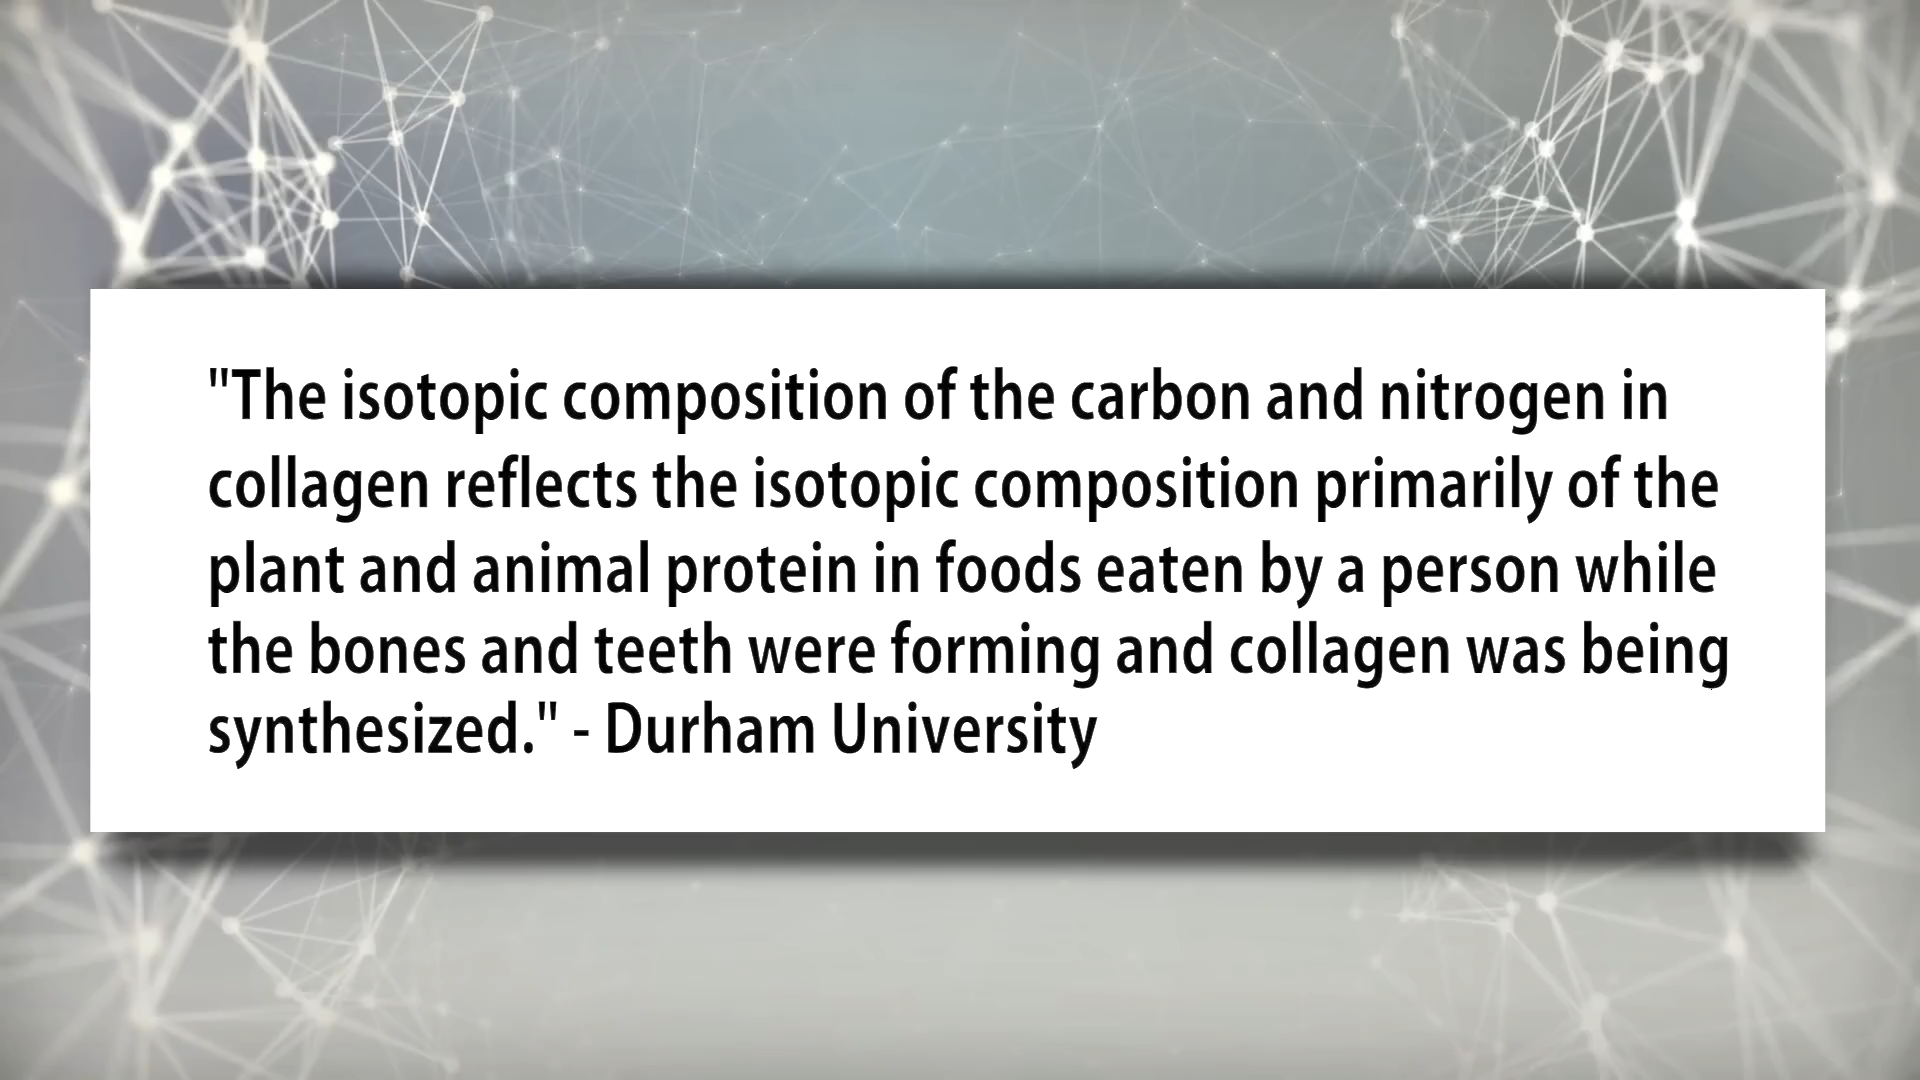 "The isotopic composition of the carbon and nitrogen in
collagen reflects the isotopic composition primarily of the
plant and animal protein in foods eaten by a person while
the bones and teeth were forming and collagen was being
synthesized." - Durham University